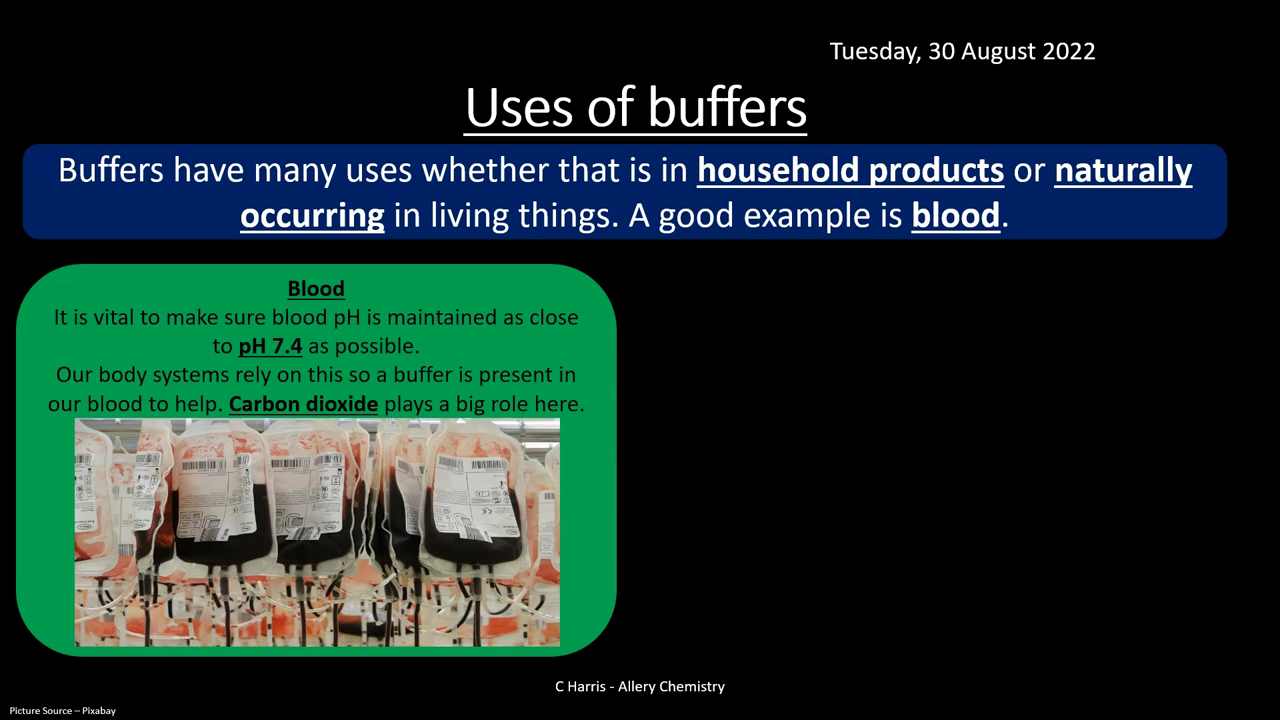 Tuesday, 30 August 2022
Uses of buffers
Buffers have many uses whether that is in household products or naturally
occurring in living things. A good example is blood.
Blood
It is vital to make sure blood pH is maintained as close
to pH 7.4 as possible.
Our body systems rely on this so a buffer is present in
our blood to help. Carbon dioxide plays a big role here.
C Harris - Allery Chemistry
Picture Source – Pixabay